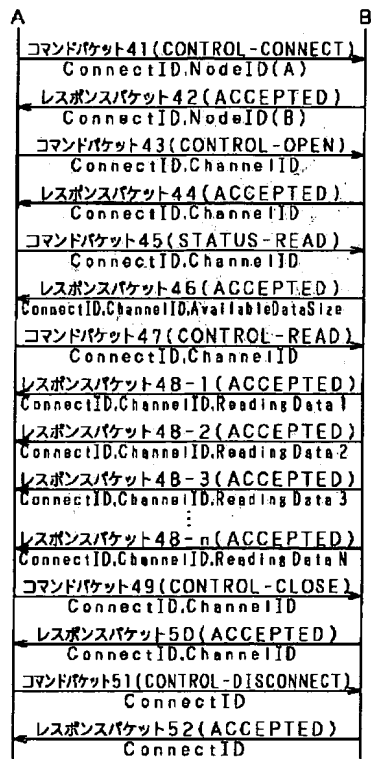 A B
コマンドパケット41(CONTROL-CONNECT)
ConnectID,NodeID(A)
レスポンスパケット42(ACCEPTED)
ConnectID,NodeID(B)
コマンドパケット43(CONTROL-OPEN)
ConnectID,ChannelID
レスポンスパケット44(ACCEPTED)
ConnectID,ChannelID
コマンドパケット45(STATUS-READ)
ConnectID,ChannelID
レスポンスパケット46(ACCEPTED)
ConnectID,ChannelID,AvailableDataSize
コマンドパケット47(CONTROL-READ)
ConnectID,ChannelID
レスポンスパケット48-1(ACCEPTED)
ConnectID,ChannelID,Reading Data 1
レスポンスパケット48-2(ACCEPTED)
ConnectID,ChannelID,Reading Data 2
レスポンスパケット48-3(ACCEPTED)
ConnectID,ChannelID,Reading Data 3
⋮
レスポンスパケット48-n(ACCEPTED)
ConnectID,ChannelID,Reading Data N
コマンドパケット49(CONTROL-CLOSE)
ConnectID,ChannelID
レスポンスパケット50(ACCEPTED)
ConnectID,ChannelID
コマンドパケット51(CONTROL-DISCONNECT)
ConnectID
レスポンスパケット52(ACCEPTED)
ConnectID